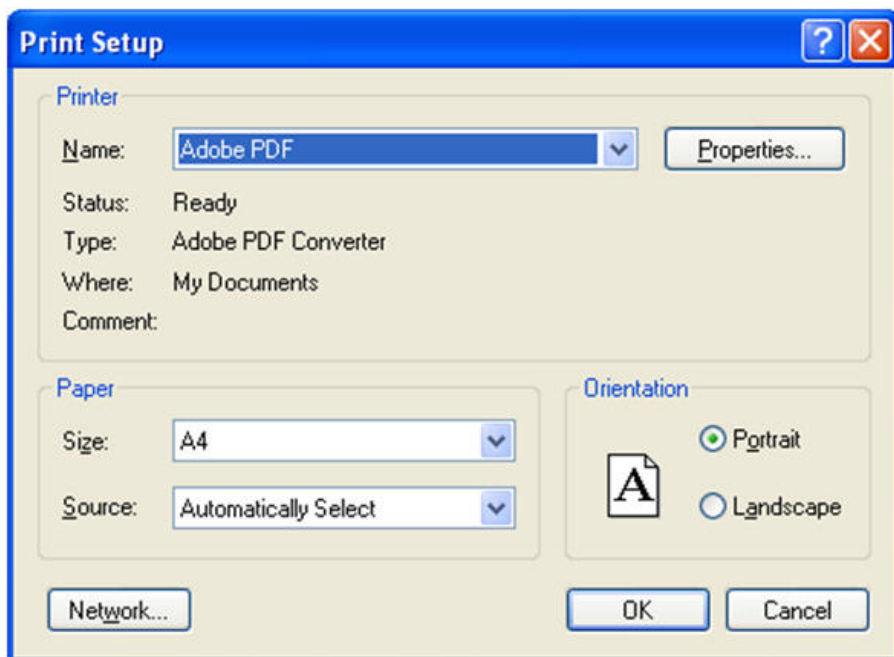 Print Setup
Printer
Name: Adobe PDF Properties...
Status: Ready
Type: Adobe PDF Converter
Where: My Documents
Comment:
Paper
Size: A4
Source: Automatically Select
Orientation
A
Portrait
Landscape
Network... OK Cancel